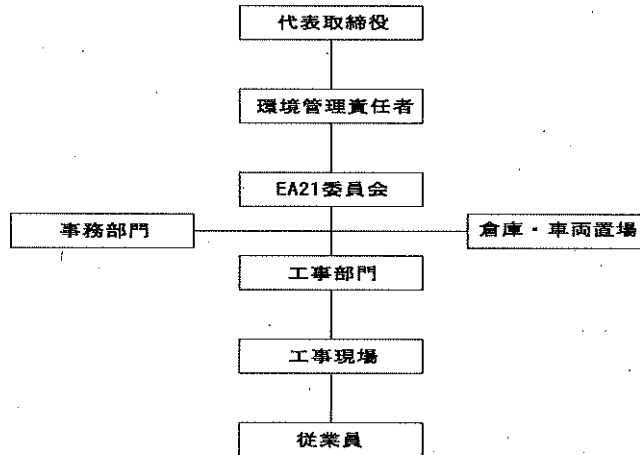 代表取締役
環境管理責任者
EA21委員会
事務部門
倉庫・車両置場
工事部門
工事現場
従業員